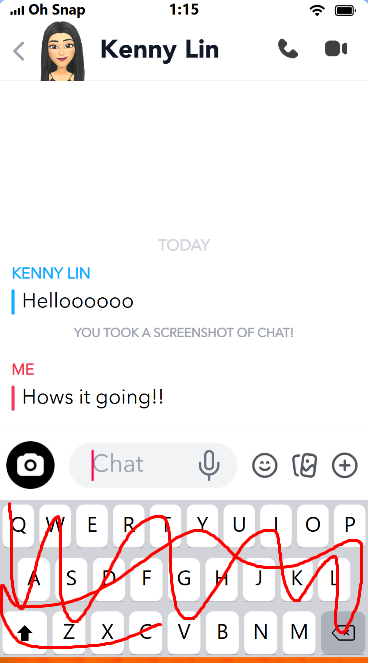 Oh Snap 1:15
Kenny Lin
TODAY
KENNY LIN
Helloooooo
YOU TOOK A SCREENSHOT OF CHAT!
ME
Hows it going!!
Chat
Q W E R T Y U I O P
A S D F G H J K L
Z X C V B N M